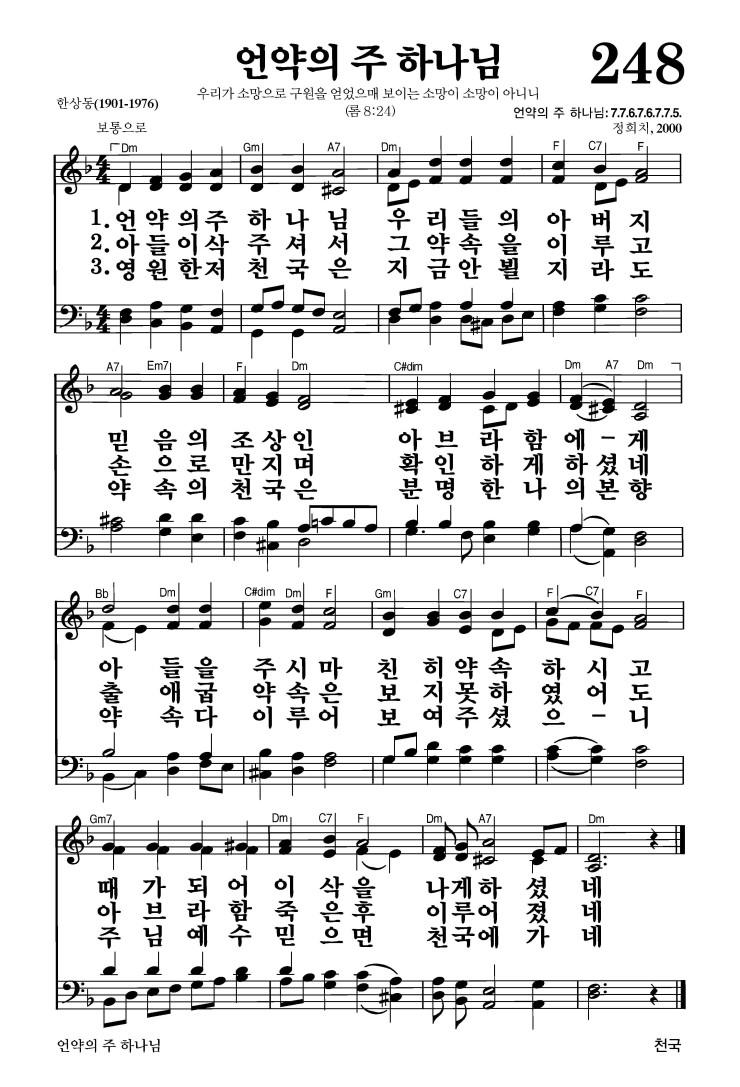 언약의 주 하나님 248
우리가 소망으로 구원을 얻었으매 보이는 소망이 소망이 아니니
(롬 8:24)
한상동(1901-1976)
언약의 주 하나님: 7.7.6.7.6.7.7.5.
보통으로
정희치, 2000
Dm Gm A7 Dm F C7 F
4 4
1. 언 약 의 주 하 나 님 우 리 들 의 아 버 지
2. 아 들 이 삭 주 셔 서 그 약 속 을 이 루 고
3. 영 원 한 저 천 국 은 지 금 안 뵐 지 라 도
4 4
A7 Em7 F Dm C#dim Dm A7 Dm
믿 음 의 조 상 인 아 브 라 함 에 - 게
손 으 로 만 지 며 확 인 하 게 하 셨 네
약 속 의 천 국 은 분 명 한 나 의 본 향
Bb Dm C#dim Dm F Gm C7 F C7 F
아 들 을 주 시 마 친 히 약 속 하 시 고
출 애 굽 약 속 은 보 지 못 하 였 어 도
약 속 다 이 루 어 보 여 주 셨 으 - 니
Gm7 Dm C7 F Dm A7 Dm
때 가 되 어 이 삭 을 나 게 하 셨 네
아 브 라 함 죽 은 후 이 루 어 졌 네
주 님 예 수 믿 으 면 천 국 에 가 네
언약의 주 하나님 천국